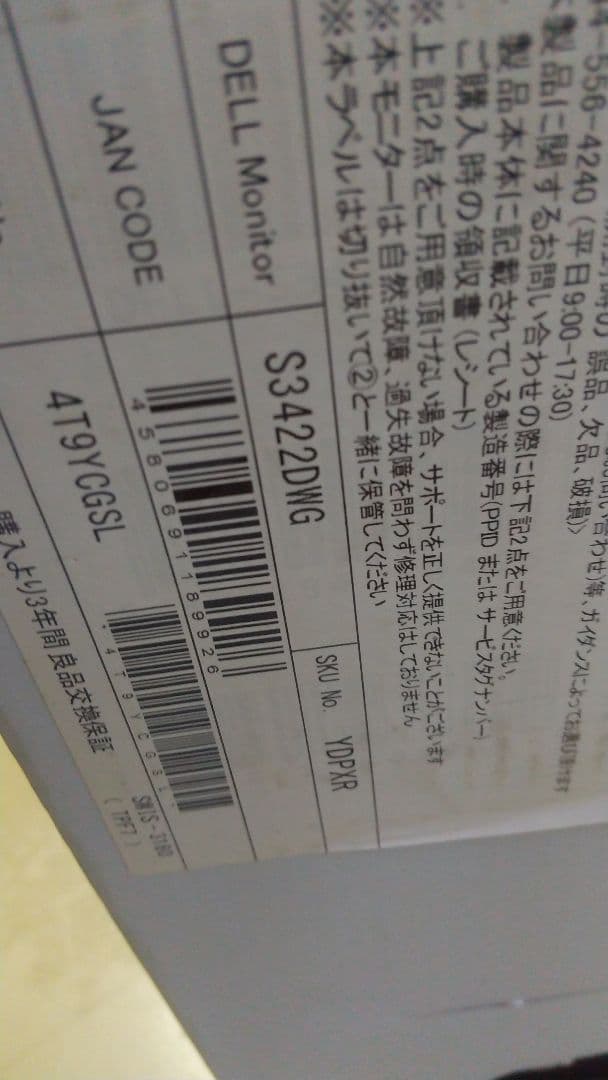 44-556-4240 (平日9:00-17:30)
製品に関するお問い合わせの際には下記2点をご用意ください。
製品本体に記載されている製造番号(PPID または サービスタグナンバー)
ご購入時の領収書 (レシート)
※上記2点をご用意頂けない場合、サポートを正しく提供できないことがございます
※本モニターは自然故障、過失故障を問わず修理対応はしておりません
※本ラベルは切り抜いて②と一緒に保管してください
DELL Monitor
S3422DWG
SKU No. YDPXR
JAN CODE
4580691189926
4T9YCGSL
*4T9YCGSL*
購入より3年間良品交換保証
SMIS-3180
( TPF7 )